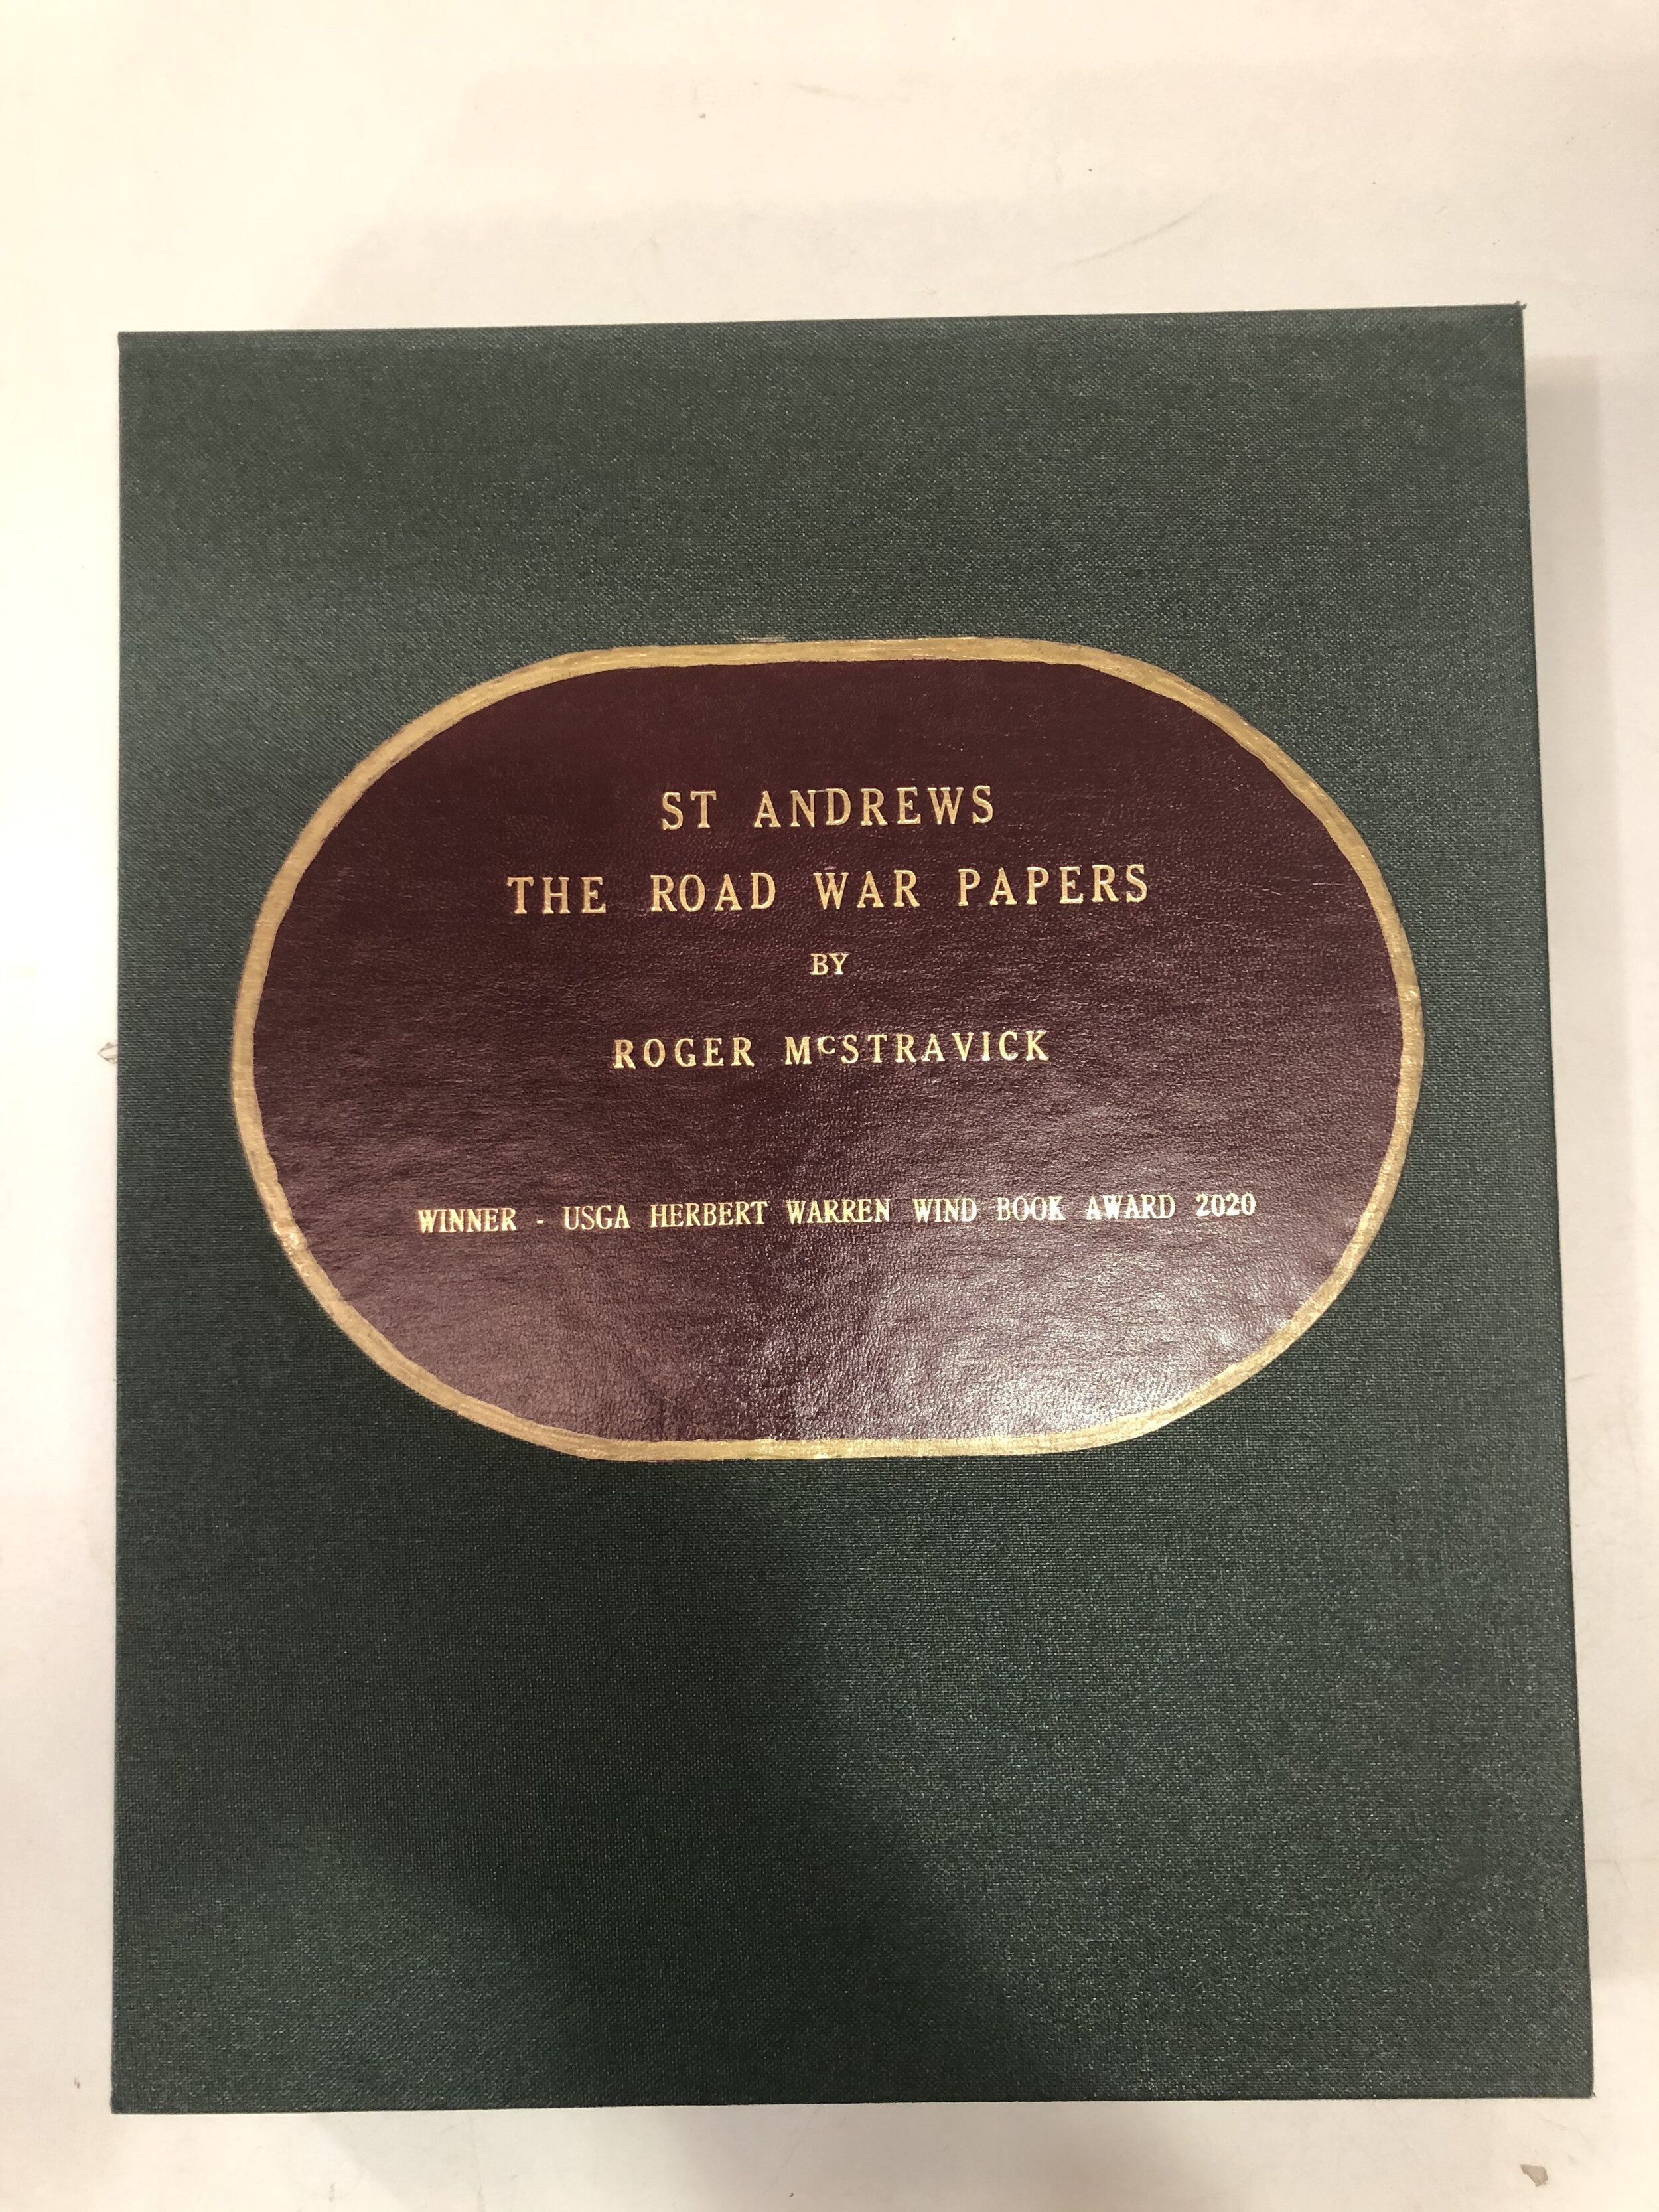 ST ANDREWS
THE ROAD WAR PAPERS
BY
ROGER McSTRAVICK
WINNER - USGA HERBERT WARREN WIND BOOK AWARD 2020